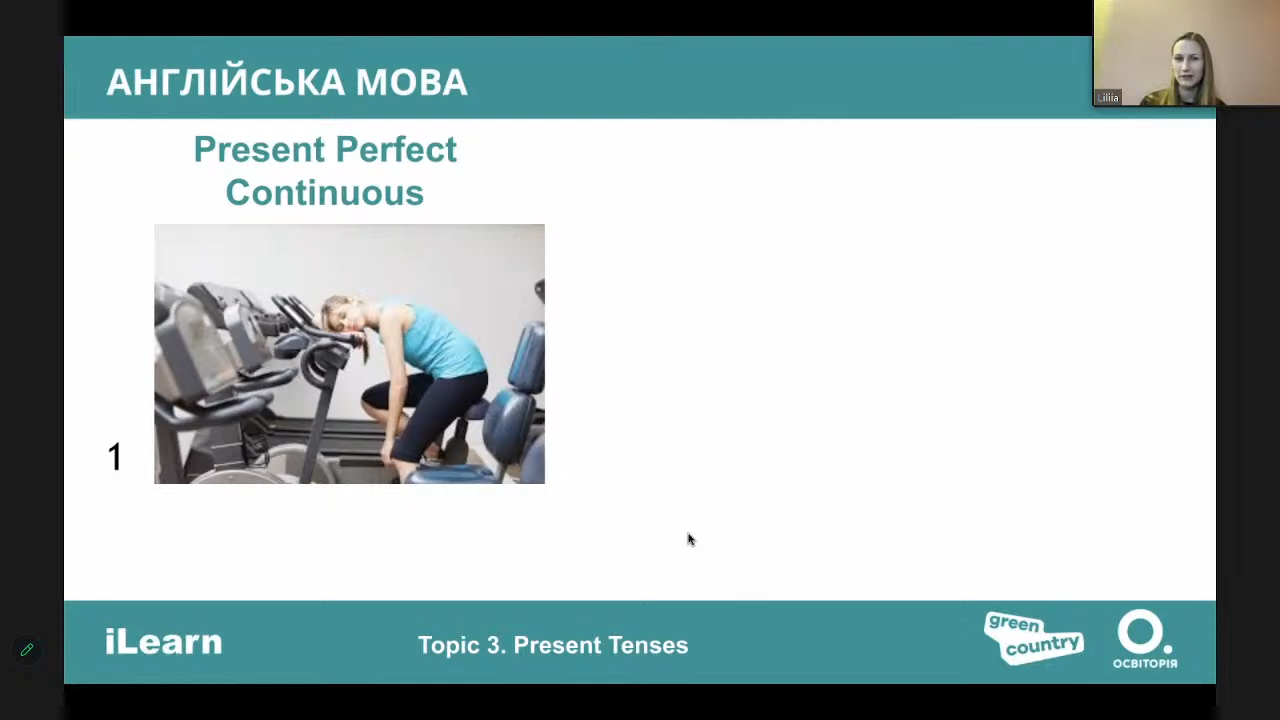 АНГЛІЙСЬКА МОВА
Liliia
Present Perfect
Continuous
1
iLearn
Topic 3. Present Tenses
green
country
ОСВІТОРІЯ